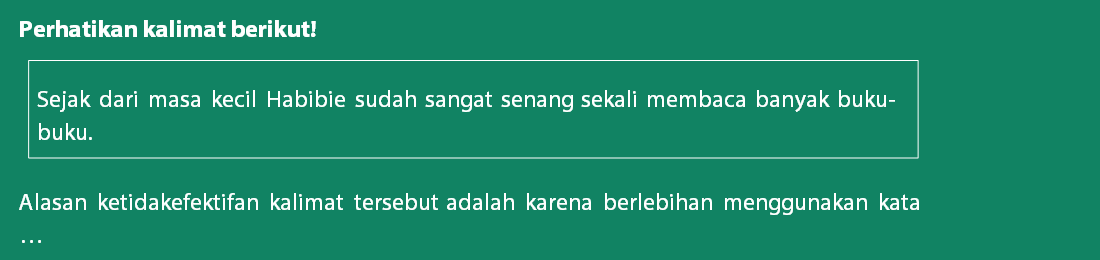 Perhatikan kalimat berikut!
Sejak dari masa kecil Habibie sudah sangat senang sekali membaca banyak buku-
buku.
Alasan ketidakefektifan kalimat tersebut adalah karena berlebihan menggunakan kata
...